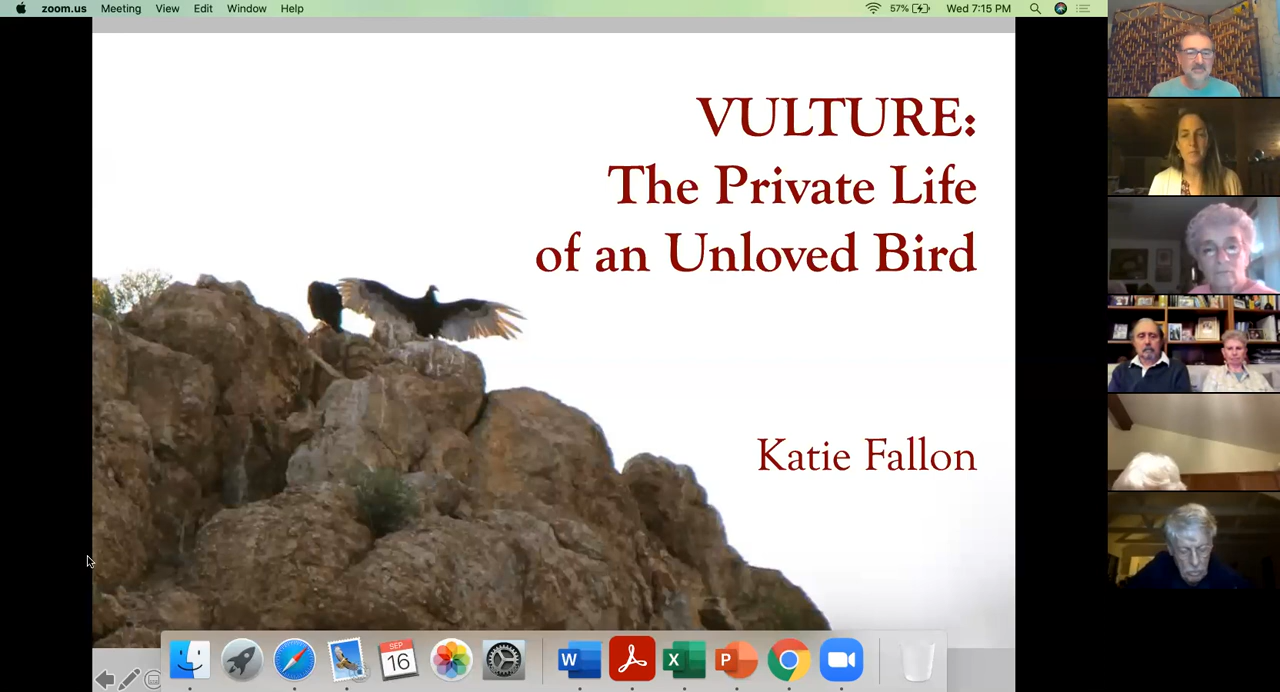 zoom.us Meeting View Edit Window Help 57% Wed 7:15 PM
VULTURE:
The Private Life
of an Unloved Bird
Katie Fallon
SEP
16
W
X
P